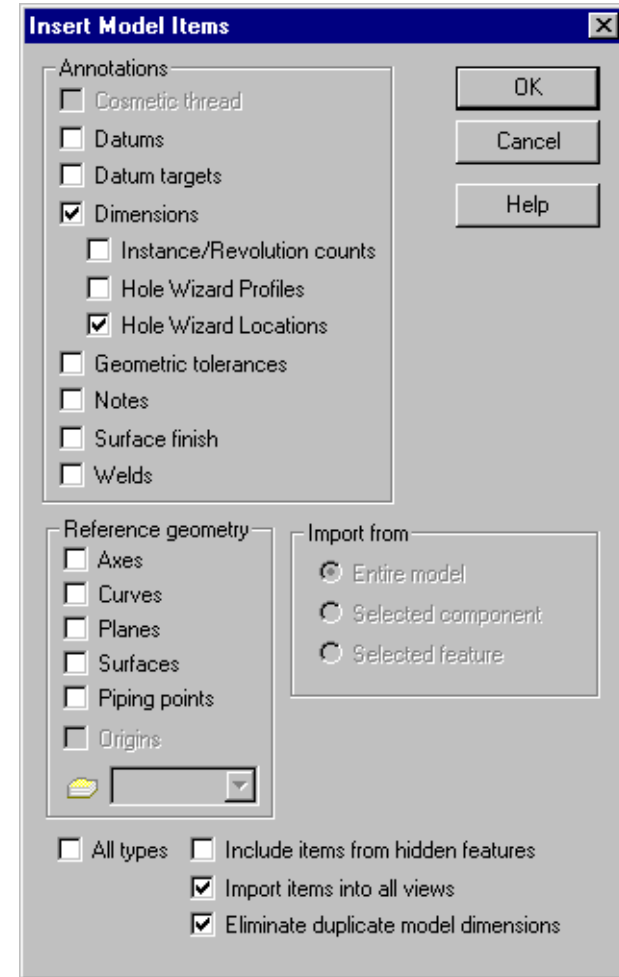 Insert Model Items
Annotations
Cosmetic thread
Datums
Datum targets
Dimensions
Instance/Revolution counts
Hole Wizard Profiles
Hole Wizard Locations
Geometric tolerances
Notes
Surface finish
Welds
OK
Cancel
Help
Reference geometry
Axes
Curves
Planes
Surfaces
Piping points
Origins
Import from
Entire model
Selected component
Selected feature
All types
Include items from hidden features
Import items into all views
Eliminate duplicate model dimensions